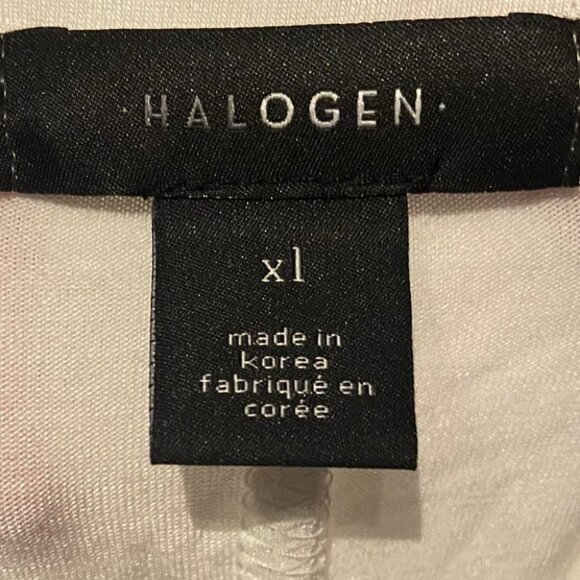 ·HALOGEN·
xl
made in
korea
fabriqué en
corée